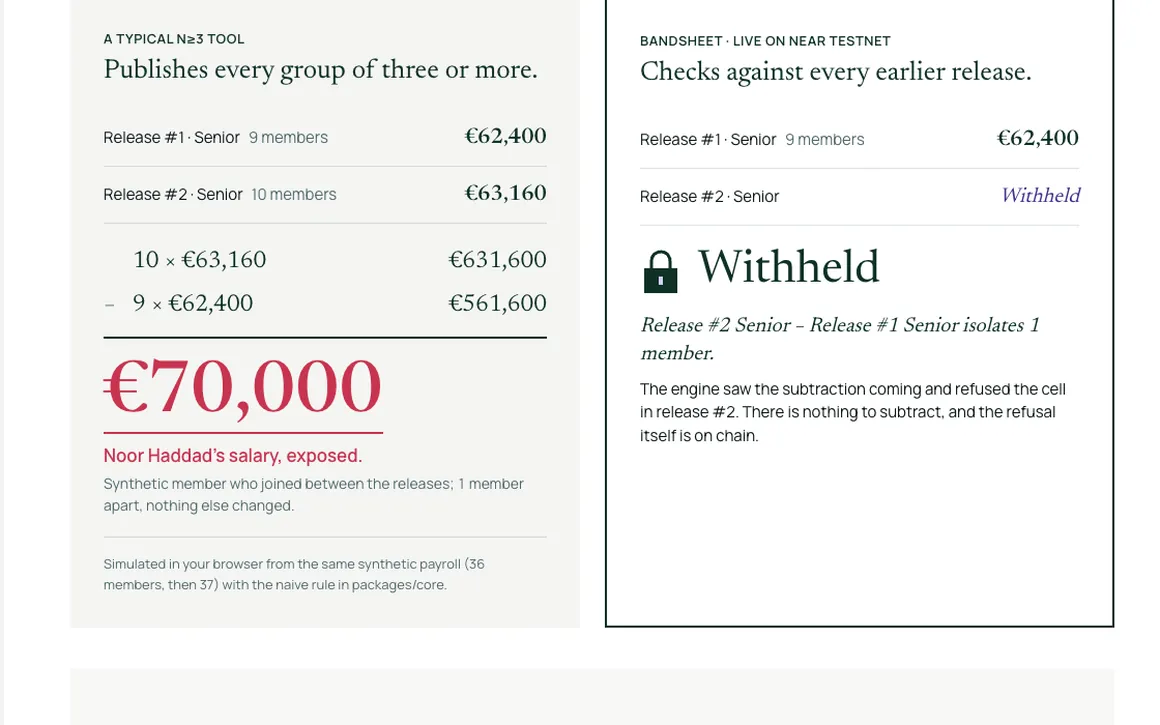 A TYPICAL N≥3 TOOL
Publishes every group of three or more.
Release #1 · Senior 9 members €62,400
Release #2 · Senior 10 members €63,160
10 × €63,160 €631,600
– 9 × €62,400 €561,600
€70,000
Noor Haddad's salary, exposed.
Synthetic member who joined between the releases; 1 member
apart, nothing else changed.
Simulated in your browser from the same synthetic payroll (36
members, then 37) with the naive rule in packages/core.
BANDSHEET · LIVE ON NEAR TESTNET
Checks against every earlier release.
Release #1 · Senior 9 members €62,400
Release #2 · Senior Withheld
Withheld
Release #2 Senior – Release #1 Senior isolates 1
member.
The engine saw the subtraction coming and refused the cell
in release #2. There is nothing to subtract, and the refusal
itself is on chain.